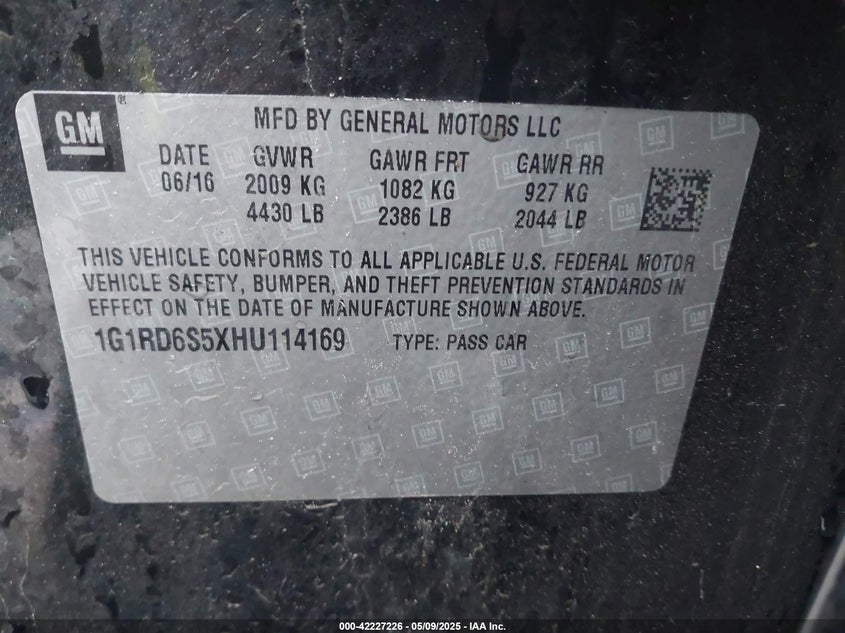 GM
MFD BY GENERAL MOTORS LLC
DATE GVWR GAWR FRT GAWR RR
06/16 2009 KG 1082 KG 927 KG
4430 LB 2386 LB 2044 LB
THIS VEHICLE CONFORMS TO ALL APPLICABLE U.S. FEDERAL MOTOR
VEHICLE SAFETY, BUMPER, AND THEFT PREVENTION STANDARDS IN
EFFECT ON THE DATE OF MANUFACTURE SHOWN ABOVE.
1G1RD6S5XHU114169 TYPE: PASS CAR
000-42227226 - 05/09/2025 - IAA Inc.